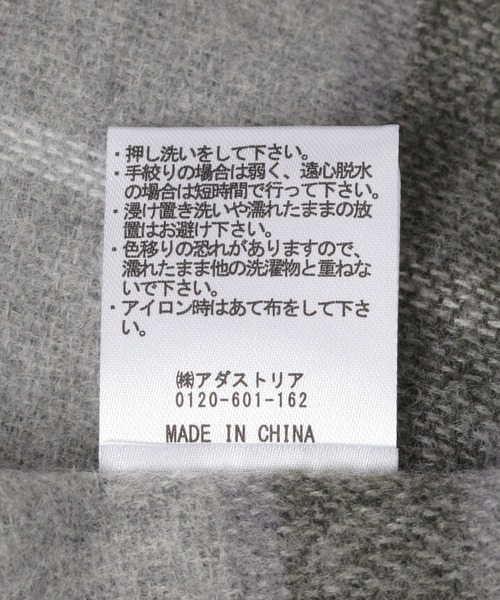 ・押し洗いをして下さい。
・手絞りの場合は弱く、遠心脱水
の場合は短時間で行って下さい。
・浸け置き洗いや濡れたままの放
置はお避け下さい。
・色移りの恐れがありますので、
濡れたまま他の洗濯物と重ねな
いで下さい。
・アイロン時はあて布をして下さ
い。
㈱アダストリア
0120-601-162
MADE IN CHINA